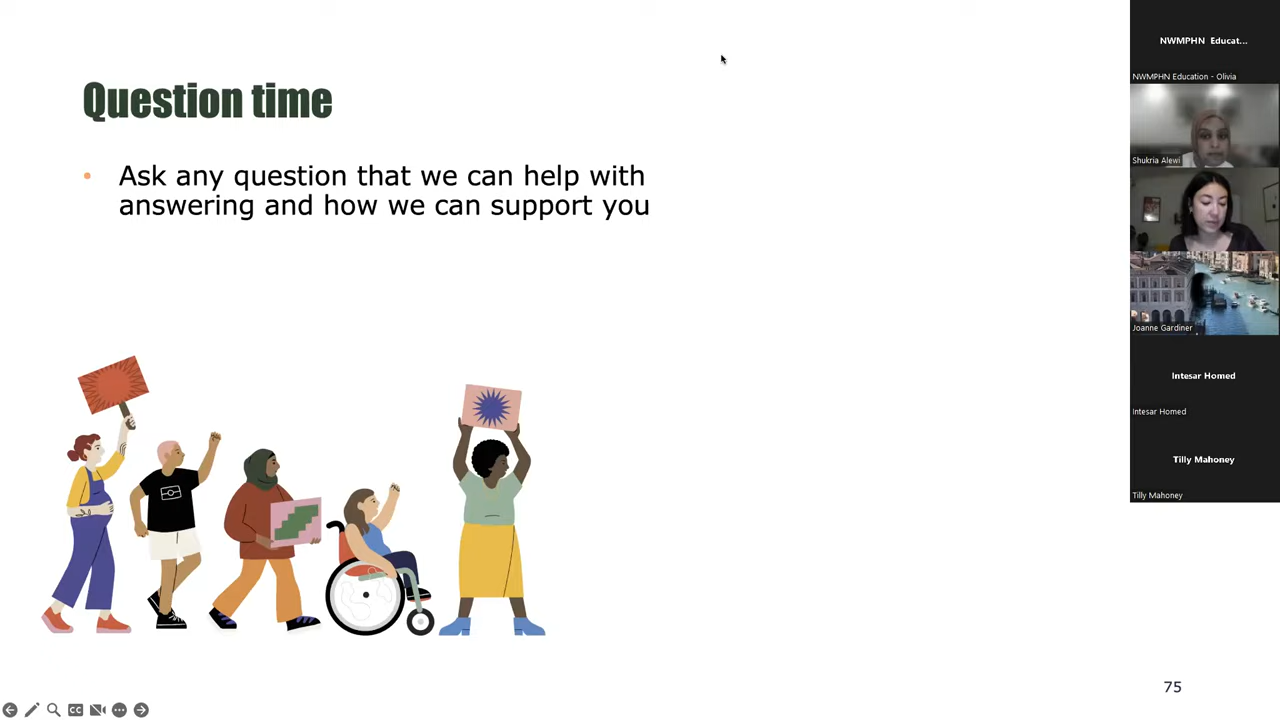 Question time
• Ask any question that we can help with
answering and how we can support you
75
NWMPHN Educat...
NWMPHN Education - Olivia
Shukria Alewi
Joanne Gardiner
Intesar Homed
Intesar Homed
Tilly Mahoney
Tilly Mahoney
CC